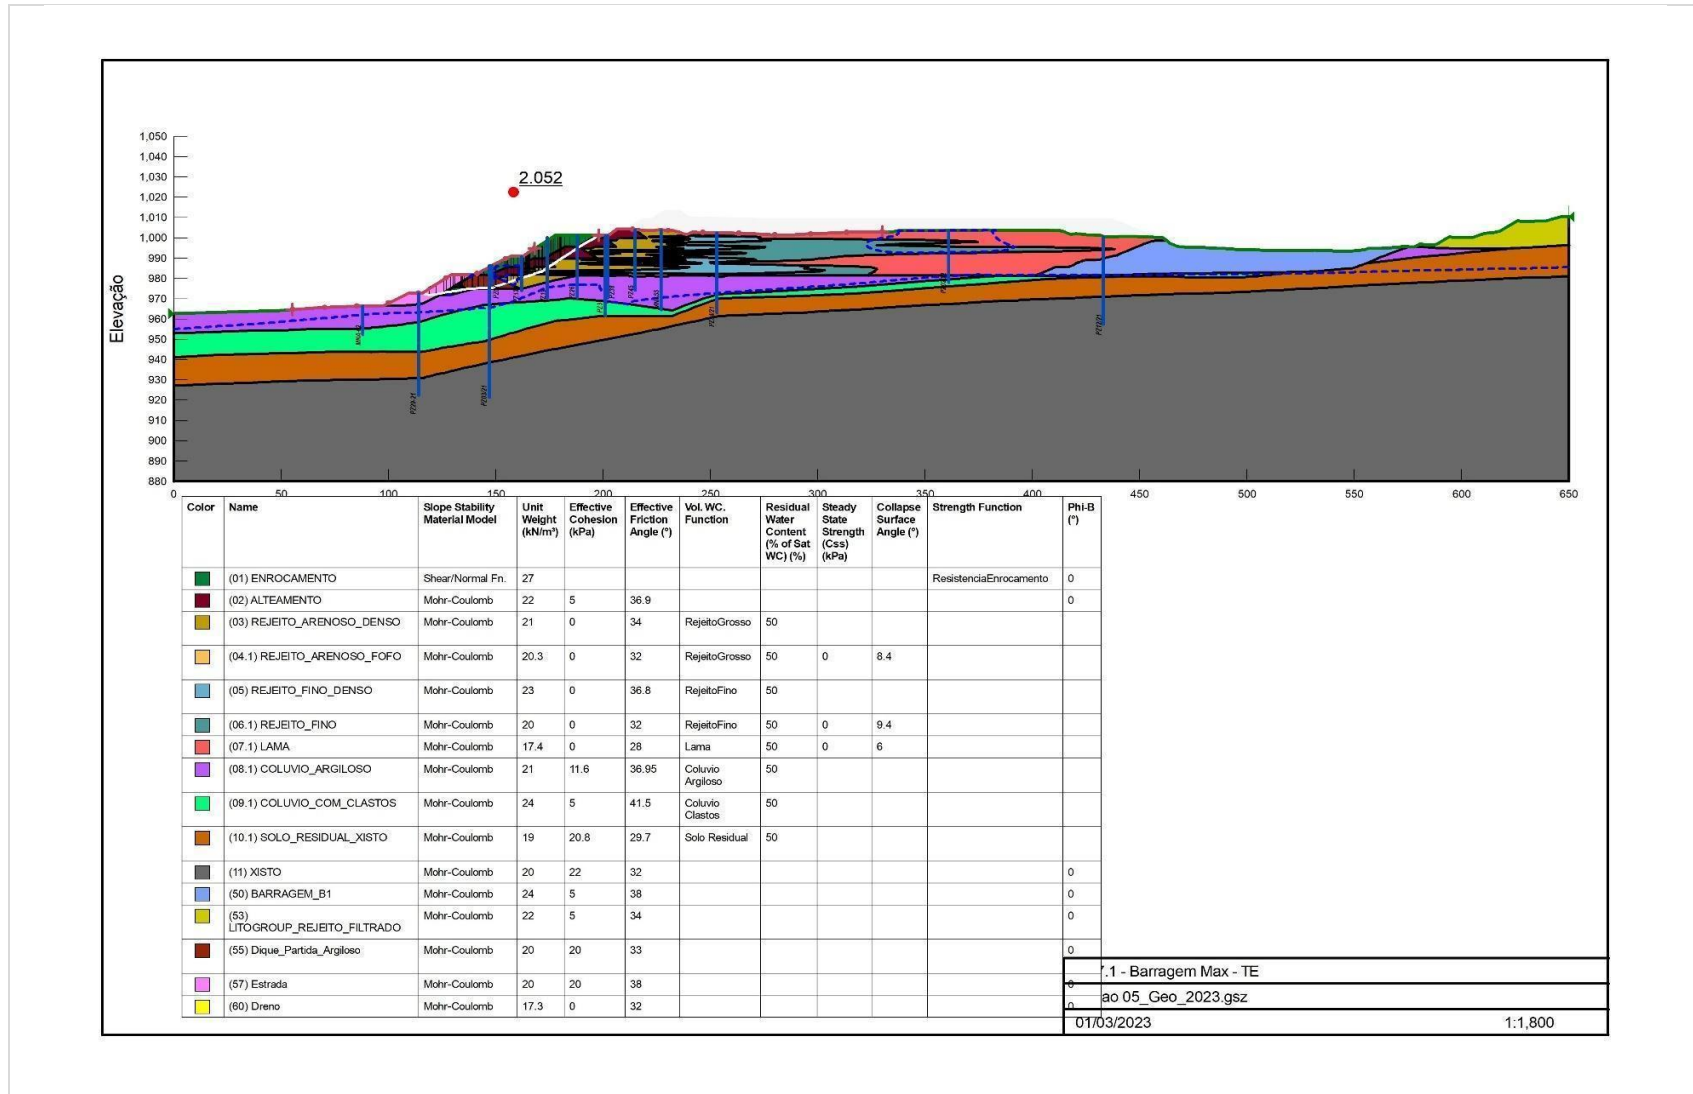 2.052
Elevação
1,050
1,040
1,030
1,020
1,010
1,000
990
980
970
960
950
940
930
920
910
900
890
880
0 50 100 150 200 250 300 350 400 450 500 550 600 650
Color Name Slope Stability Material Model Unit Weight (kN/m³) Effective Cohesion (kPa) Effective Friction Angle (°) Vol. WC. Function Residual Water Content (% of Sat WC) (%) Steady State Strength (Css) (kPa) Collapse Surface Angle (°) Strength Function Phi-B (°)
(01) ENROCAMENTO Shear/Normal Fn. 27 ResistenciaEnrocamento 0
(02) ALTEAMENTO Mohr-Coulomb 22 5 36.9 0
(03) REJEITO_ARENOSO_DENSO Mohr-Coulomb 21 0 34 RejeitoGrosso 50
(04.1) REJEITO_ARENOSO_FOFO Mohr-Coulomb 20.3 0 32 RejeitoGrosso 50 0 8.4
(05) REJEITO_FINO_DENSO Mohr-Coulomb 23 0 36.8 RejeitoFino 50
(06.1) REJEITO_FINO Mohr-Coulomb 20 0 32 RejeitoFino 50 0 9.4
(07.1) LAMA Mohr-Coulomb 17.4 0 28 Lama 50 0 6
(08.1) COLUVIO_ARGILOSO Mohr-Coulomb 21 11.6 36.95 Coluvio Argiloso 50
(09.1) COLUVIO_COM_CLASTOS Mohr-Coulomb 24 5 41.5 Coluvio Clastos 50
(10.1) SOLO_RESIDUAL_XISTO Mohr-Coulomb 19 20.8 29.7 Solo Residual 50
(11) XISTO Mohr-Coulomb 20 22 32 0
(50) BARRAGEM_B1 Mohr-Coulomb 24 5 38 0
(53) LITOGROUP_REJEITO_FILTRADO Mohr-Coulomb 22 5 34 0
(55) Dique_Partida_Argiloso Mohr-Coulomb 20 20 33 0
(57) Estrada Mohr-Coulomb 20 20 38 0
(60) Dreno Mohr-Coulomb 17.3 0 32 0
.1 - Barragem Max - TE
ao 05_Geo_2023.gsz
01/03/2023 1:1,800